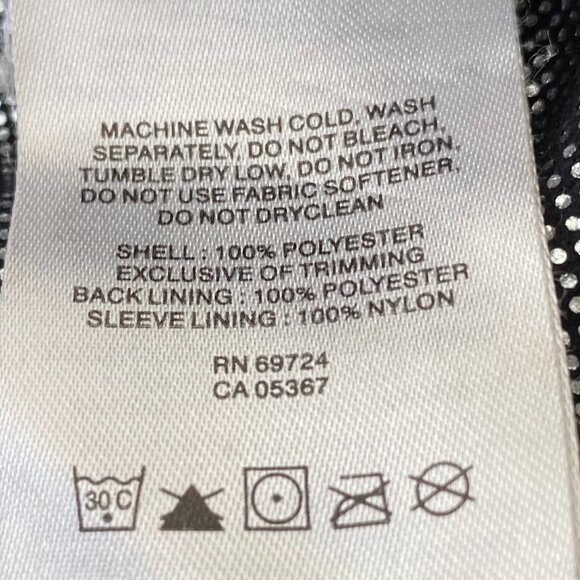 MACHINE WASH COLD, WASH
SEPARATELY, DO NOT BLEACH,
TUMBLE DRY LOW, DO NOT IRON,
DO NOT USE FABRIC SOFTENER,
DO NOT DRYCLEAN
SHELL : 100% POLYESTER
EXCLUSIVE OF TRIMMING
BACK LINING : 100% POLYESTER
SLEEVE LINING : 100% NYLON
RN 69724
CA 05367
30 C